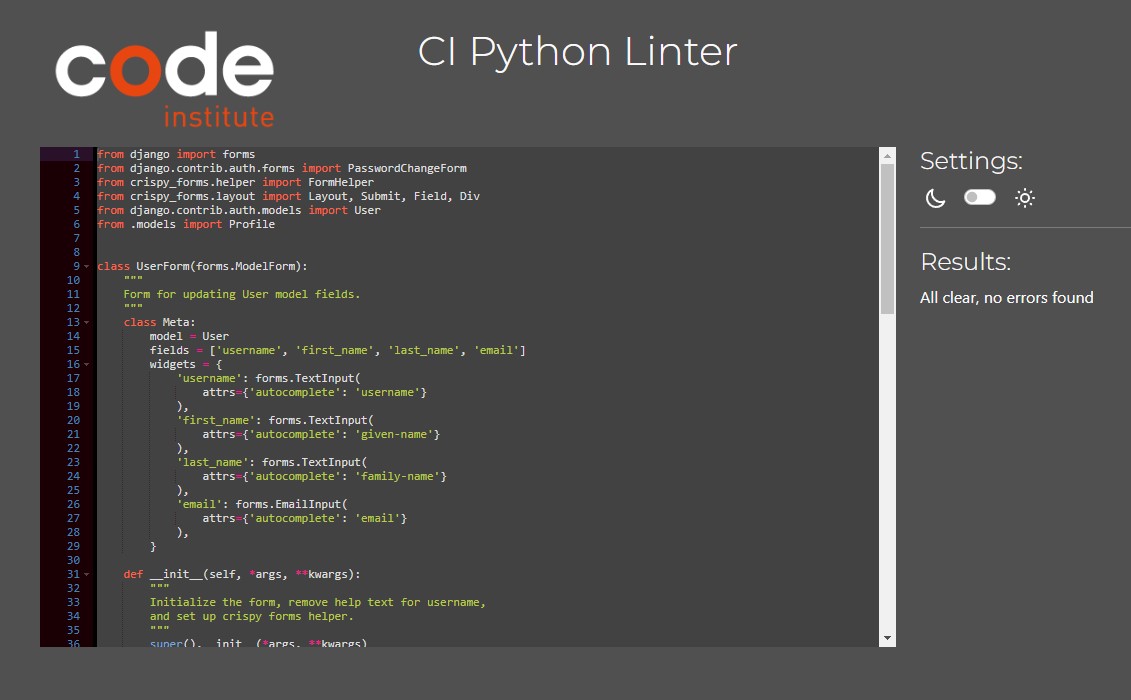 code
institute
CI Python Linter
1 from django import forms
2 from django.contrib.auth.forms import PasswordChangeForm
3 from crispy_forms.helper import FormHelper
4 from crispy_forms.layout import Layout, Submit, Field, Div
5 from django.contrib.auth.models import User
6 from .models import Profile
7
8
9 class UserForm(forms.ModelForm):
10     """
11     Form for updating User model fields.
12     """
13     class Meta:
14         model = User
15         fields = ['username', 'first_name', 'last_name', 'email']
16         widgets = {
17             'username': forms.TextInput(
18                 attrs={'autocomplete': 'username'}
19             ),
20             'first_name': forms.TextInput(
21                 attrs={'autocomplete': 'given-name'}
22             ),
23             'last_name': forms.TextInput(
24                 attrs={'autocomplete': 'family-name'}
25             ),
26             'email': forms.EmailInput(
27                 attrs={'autocomplete': 'email'}
28             ),
29         }
30
31     def __init__(self, *args, **kwargs):
32         """
33         Initialize the form, remove help text for username,
34         and set up crispy forms helper.
35         """
36         super().__init__(*args, **kwargs)
Settings:
Results:
All clear, no errors found